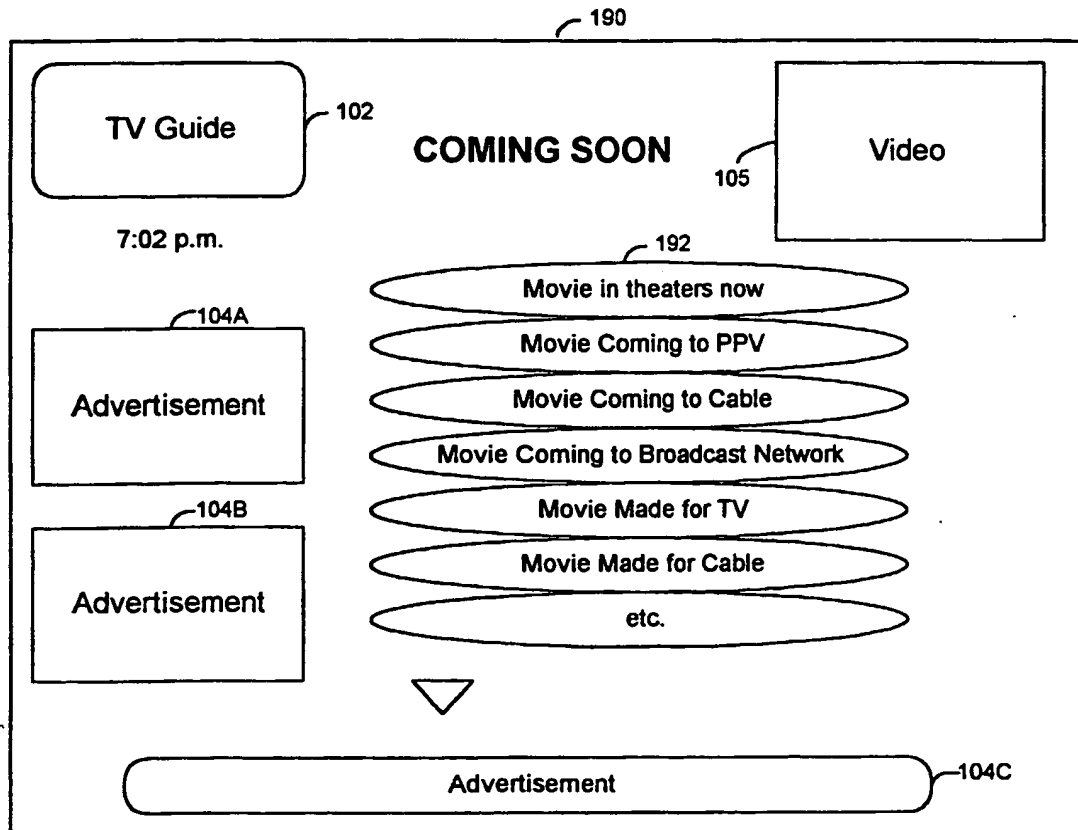 190
TV Guide
102
COMING SOON
105
Video
7:02 p.m.
192
Movie in theaters now
Movie Coming to PPV
Movie Coming to Cable
Movie Coming to Broadcast Network
Movie Made for TV
Movie Made for Cable
etc.
104A
Advertisement
104B
Advertisement
Advertisement
104C